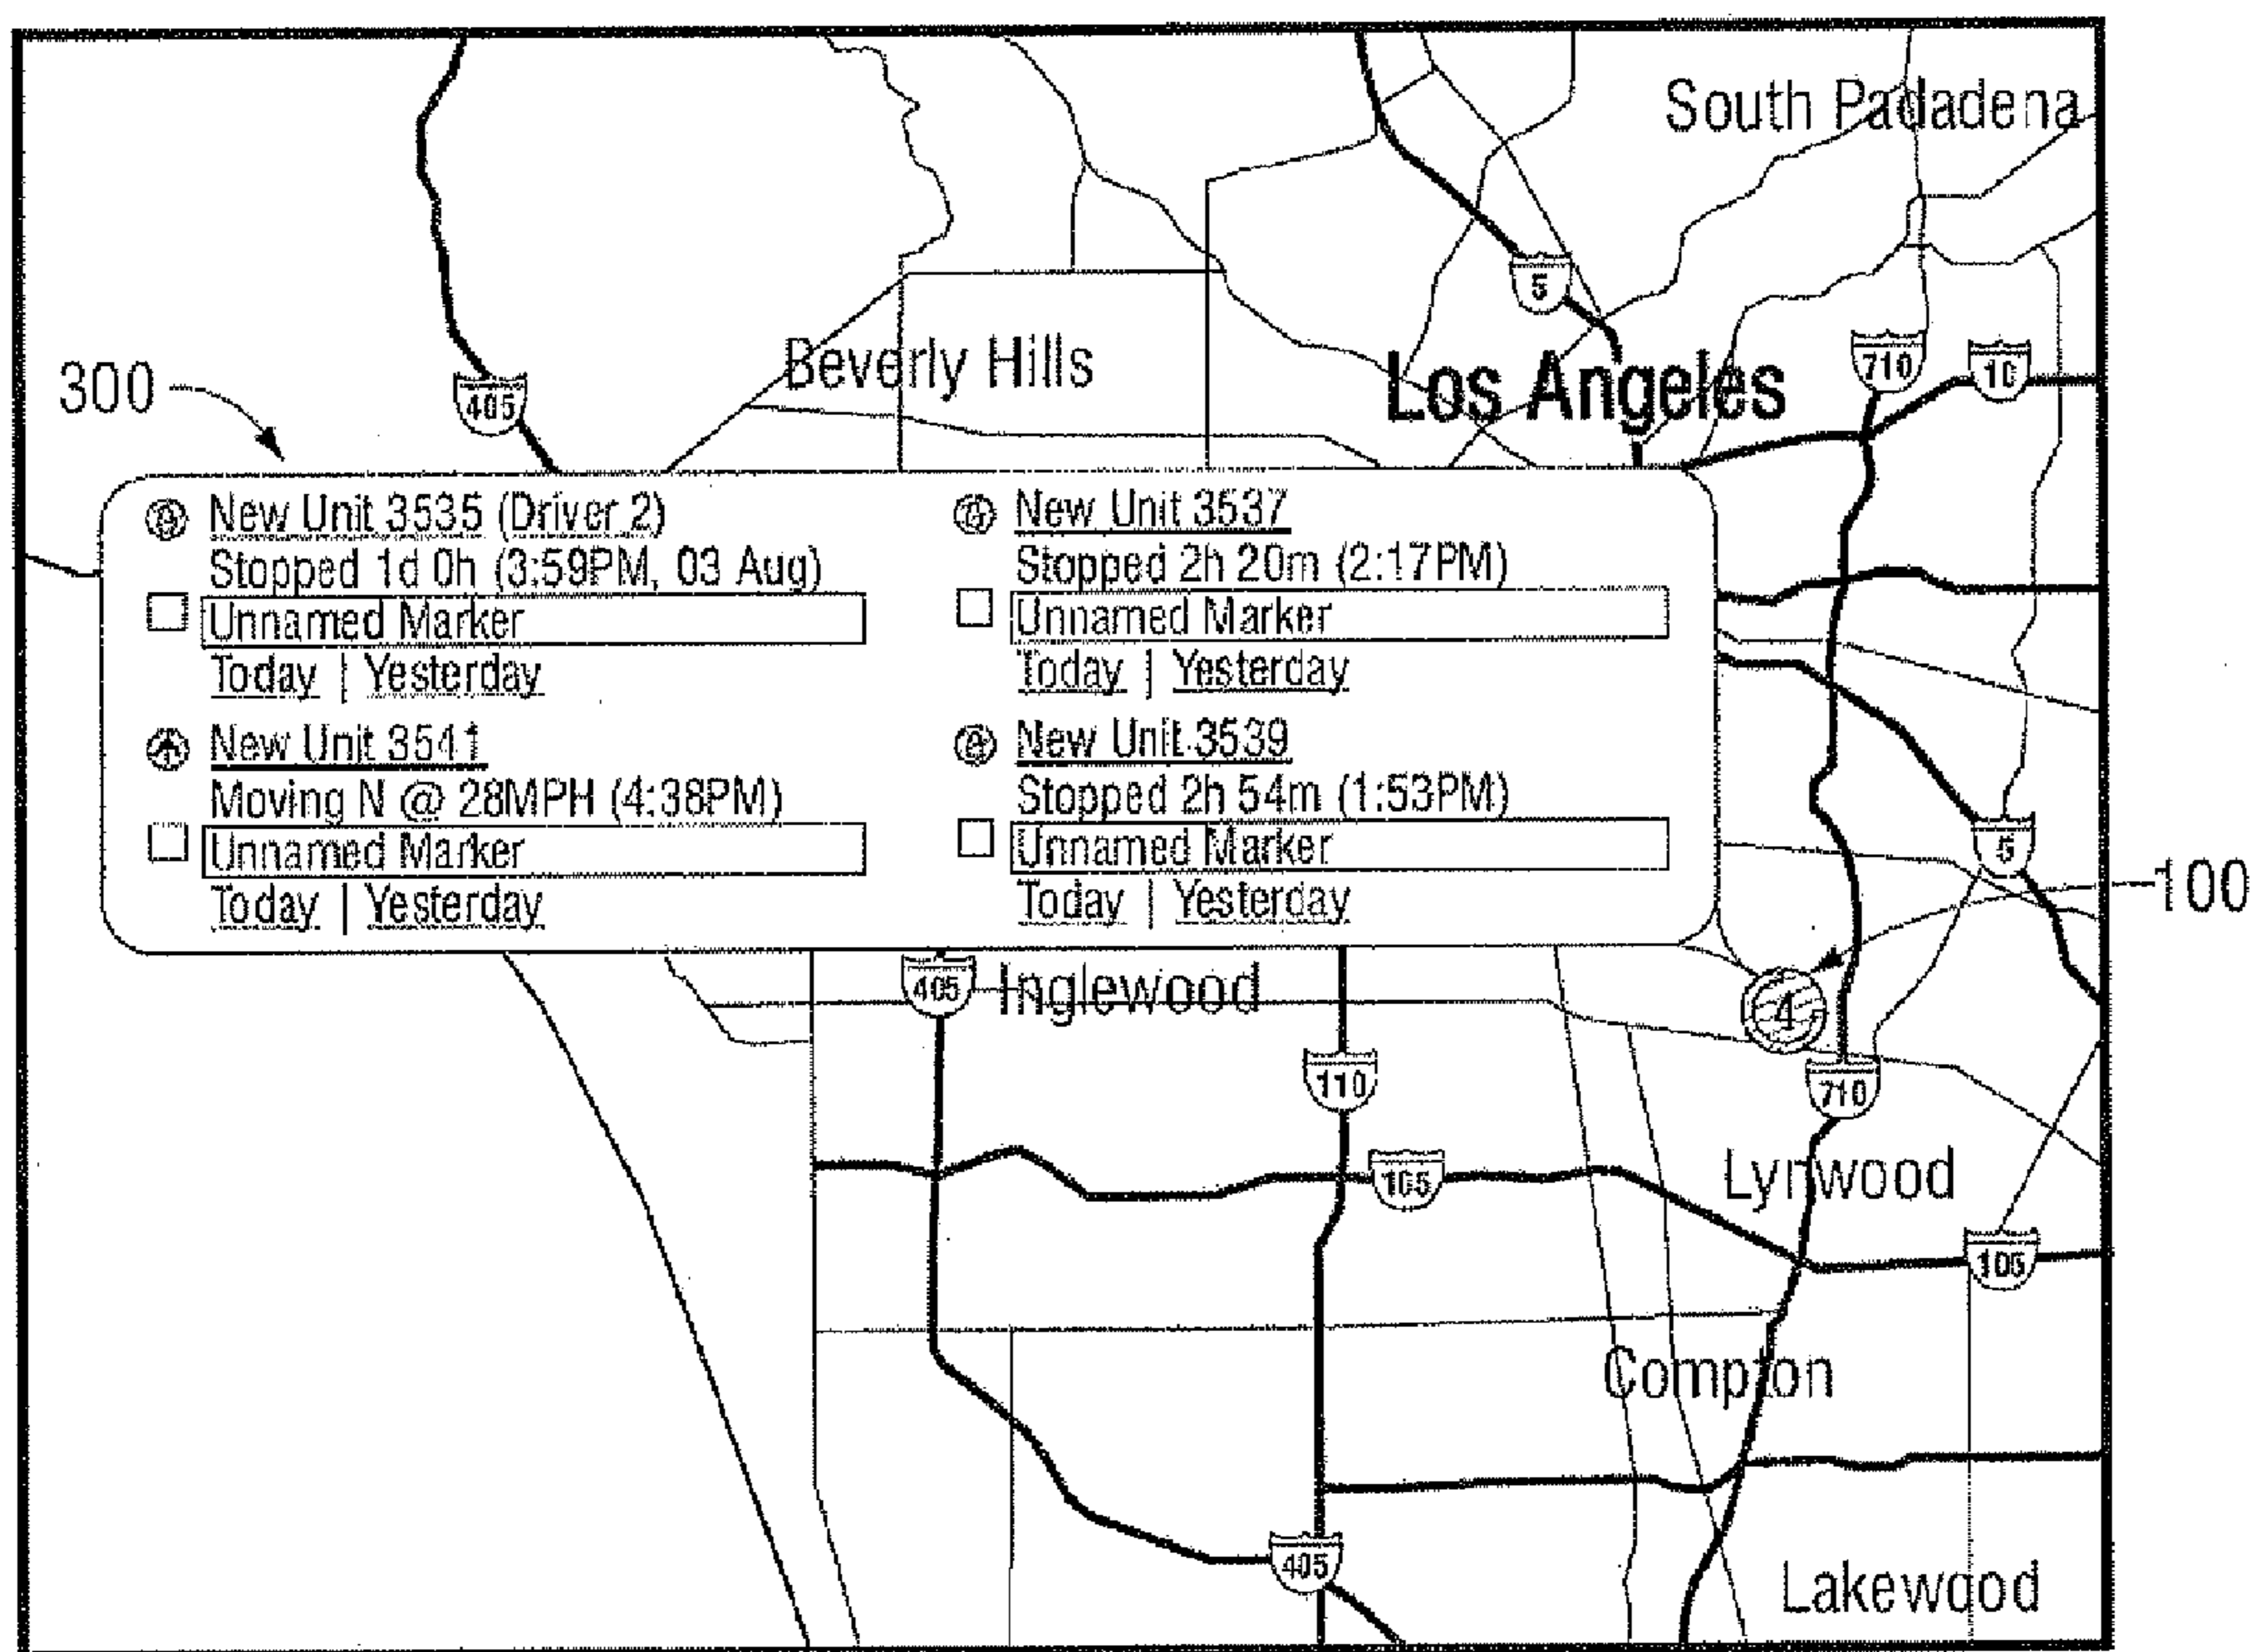 South Padadena
5
Beverly Hills
Los Angeles
710
10
300
405
New Unit 3535 (Driver 2)
Stopped 1d 0h (3:59PM, 03 Aug)
Unnamed Marker
Today | Yesterday
New Unit 3537
Stopped 2h 20m (2:17PM)
Unnamed Marker
Today | Yesterday
New Unit 3541
Moving N @ 28MPH (4:38PM)
Unnamed Marker
Today | Yesterday
New Unit 3539
Stopped 2h 54m (1:53PM)
Unnamed Marker
Today | Yesterday
5
100
405
Inglewood
4
110
710
105
Lynwood
105
Compton
405
Lakewood